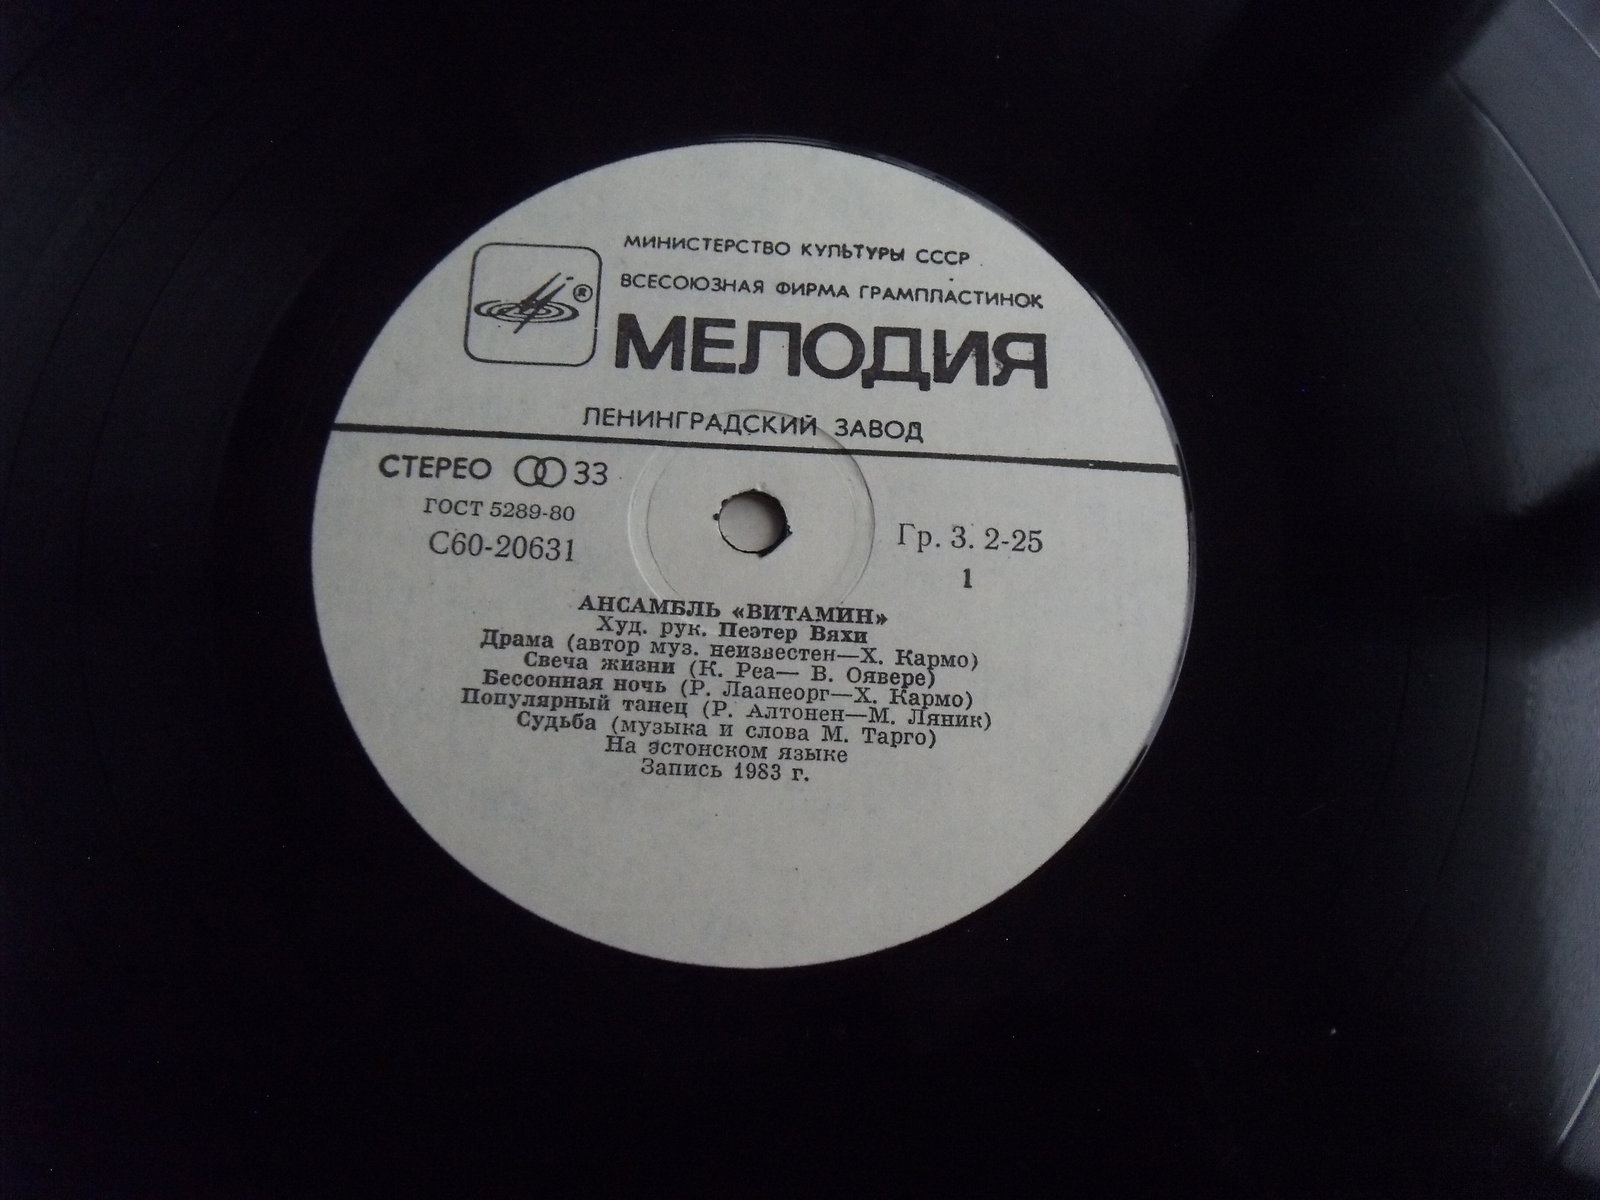 МИНИСТЕРСТВО КУЛЬТУРЫ СССР
ВСЕСОЮЗНАЯ ФИРМА ГРАМПЛАСТИНОК
®
МЕЛОДИЯ
ЛЕНИНГРАДСКИЙ ЗАВОД
СТЕРЕО 33
ГОСТ 5289-80
С60-20631
Гр. 3. 2-25
1
АНСАМБЛЬ «ВИТАМИН»
Худ. рук. Пеэтер Вяхи
Драма (автор муз. неизвестен—Х. Кармо)
Свеча жизни (К. Реа— В. Оявере)
Бессонная ночь (Р. Лаанеорг—Х. Кармо)
Популярный танец (Р. Алтонен—М. Ляник)
Судьба (музыка и слова М. Тарго)
На эстонском языке
Запись 1983 г.